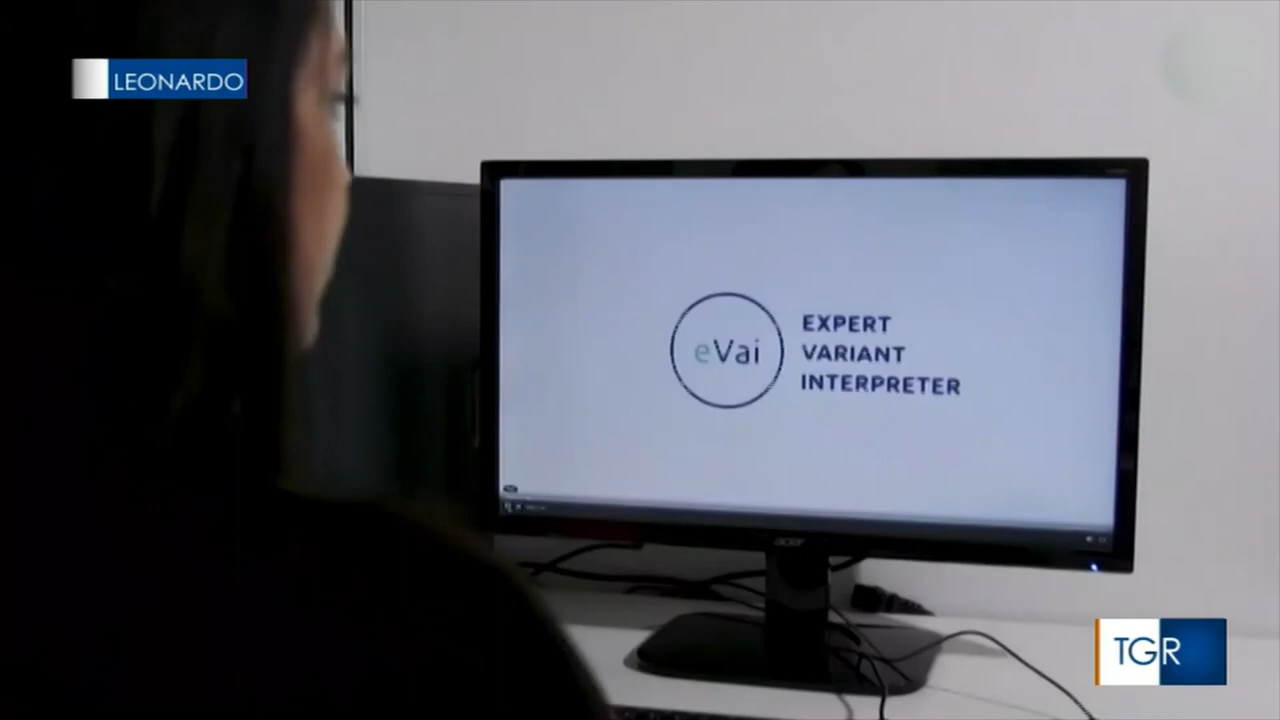 LEONARDO
eVai
EXPERT
VARIANT
INTERPRETER
acer
TGR